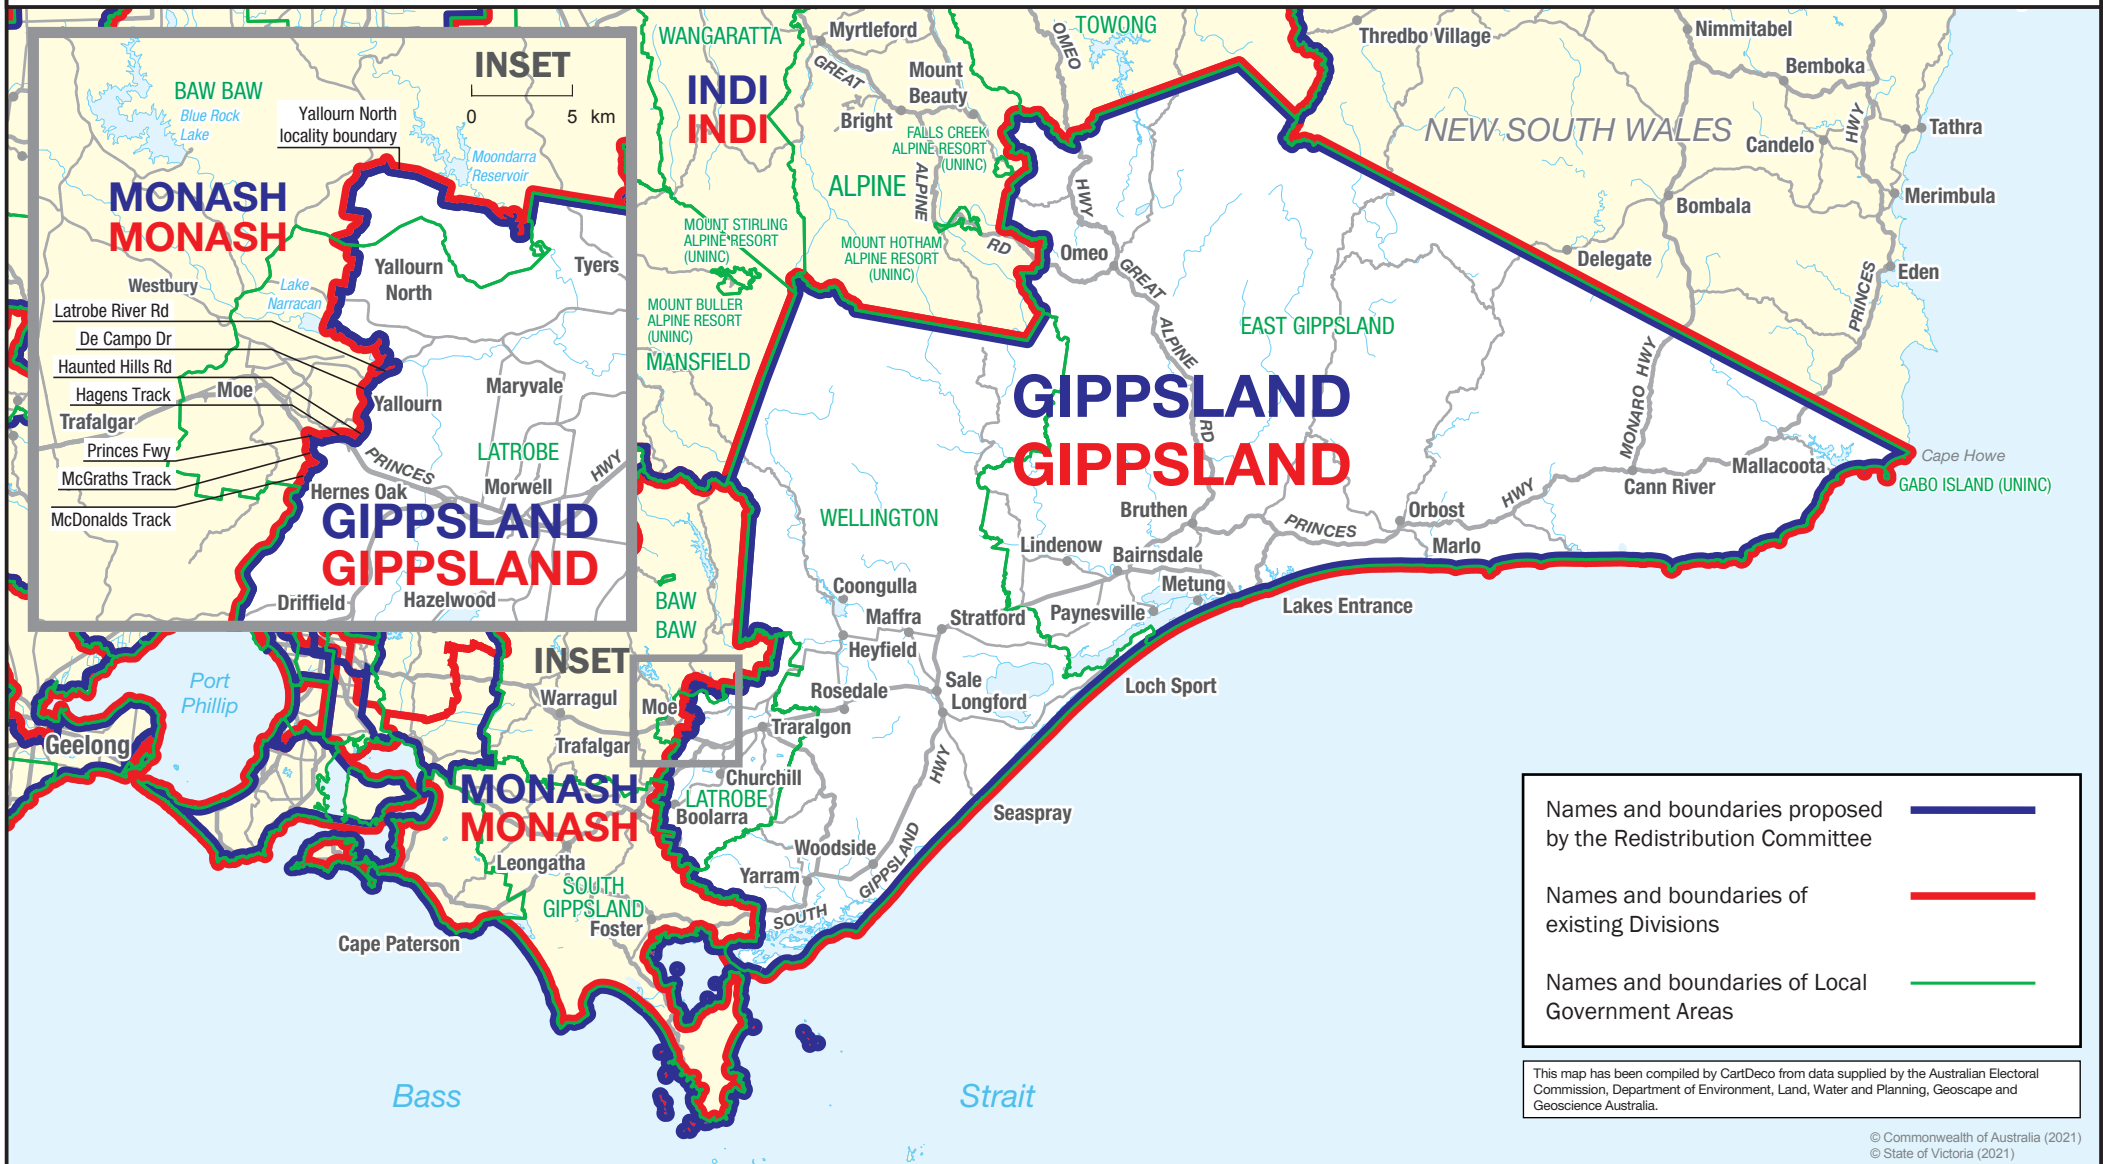 INSET
0 5 km
BAW BAW
Blue Rock
Lake
Yallourn North
locality boundary
Moondarra
Reservoir
MONASH
MONASH
Westbury
Lake
Narracan
Yallourn
North
Tyers
Latrobe River Rd
De Campo Dr
Haunted Hills Rd
Hagens Track
Moe
Trafalgar
Princes Fwy
McGraths Track
McDonalds Track
Yallourn
Maryvale
LATROBE
Morwell
PRINCES
HWY
Hernes Oak
GIPPSLAND
GIPPSLAND
Driffield
Hazelwood
WANGARATTA
INDI
INDI
Myrtleford
GREAT
Mount
Beauty
Bright
ALPINE
RD
FALLS CREEK
ALPINE RESORT
(UNINC)
ALPINE
TOWONG
OMEO
HWY
MOUNT STIRLING
ALPINE RESORT
(UNINC)
MOUNT HOTHAM
ALPINE RESORT
(UNINC)
MOUNT BULLER
ALPINE RESORT
(UNINC)
MANSFIELD
Omeo
GREAT
ALPINE
RD
EAST GIPPSLAND
Thredbo Village
Nimmitabel
Bemboka
NEW SOUTH WALES
Candelo
HWY
Tathra
Merimbula
Bombala
Delegate
Eden
PRINCES
MONARO HWY
GIPPSLAND
GIPPSLAND
Cape Howe
GABO ISLAND (UNINC)
Mallacoota
Cann River
HWY
Orbost
PRINCES
Marlo
Bruthen
WELLINGTON
Lindenow
Bairnsdale
Metung
Paynesville
Lakes Entrance
Coongulla
Maffra
Stratford
Heyfield
BAW
BAW
INSET
Warragul
Moe
Trafalgar
Rosedale
Sale
Longford
Loch Sport
Traralgon
Port
Phillip
Geelong
MONASH
MONASH
Churchill
LATROBE
Boolarra
HWY
Seaspray
Woodside
GIPPSLAND
Leongatha
Yarram
SOUTH
GIPPSLAND
Foster
SOUTH
Cape Paterson
Bass
Strait
Names and boundaries proposed
by the Redistribution Committee
Names and boundaries of
existing Divisions
Names and boundaries of Local
Government Areas
This map has been compiled by CartDeco from data supplied by the Australian Electoral
Commission, Department of Environment, Land, Water and Planning, Geoscape and
Geoscience Australia.
© Commonwealth of Australia (2021)
© State of Victoria (2021)